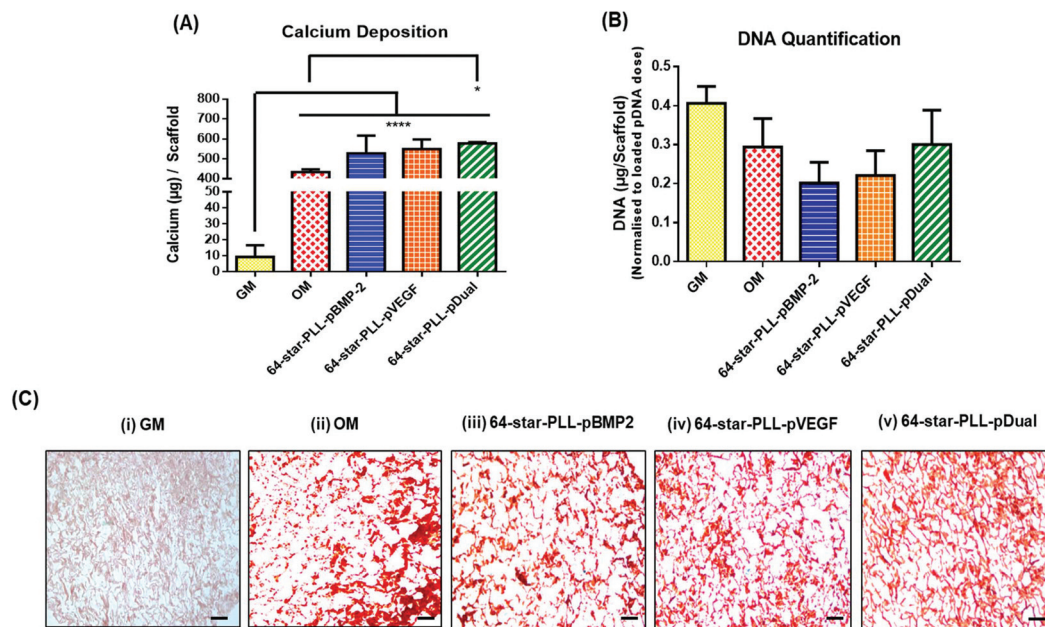 (A)
Calcium Deposition
*
****
Calcium (µg) / Scaffold
800
700
600
500
400
50
40
30
20
10
0
GM
OM
64-star-PLL-pBMP-2
64-star-PLL-pVEGF
64-star-PLL-pDual
(B)
DNA Quantification
DNA (µg/Scaffold)
(Normalised to loaded pDNA dose)
0.5
0.4
0.3
0.2
0.1
0.0
GM
OM
64-star-PLL-pBMP-2
64-star-PLL-pVEGF
64-star-PLL-pDual
(C)
(i) GM
(ii) OM
(iii) 64-star-PLL-pBMP2
(iv) 64-star-PLL-pVEGF
(v) 64-star-PLL-pDual